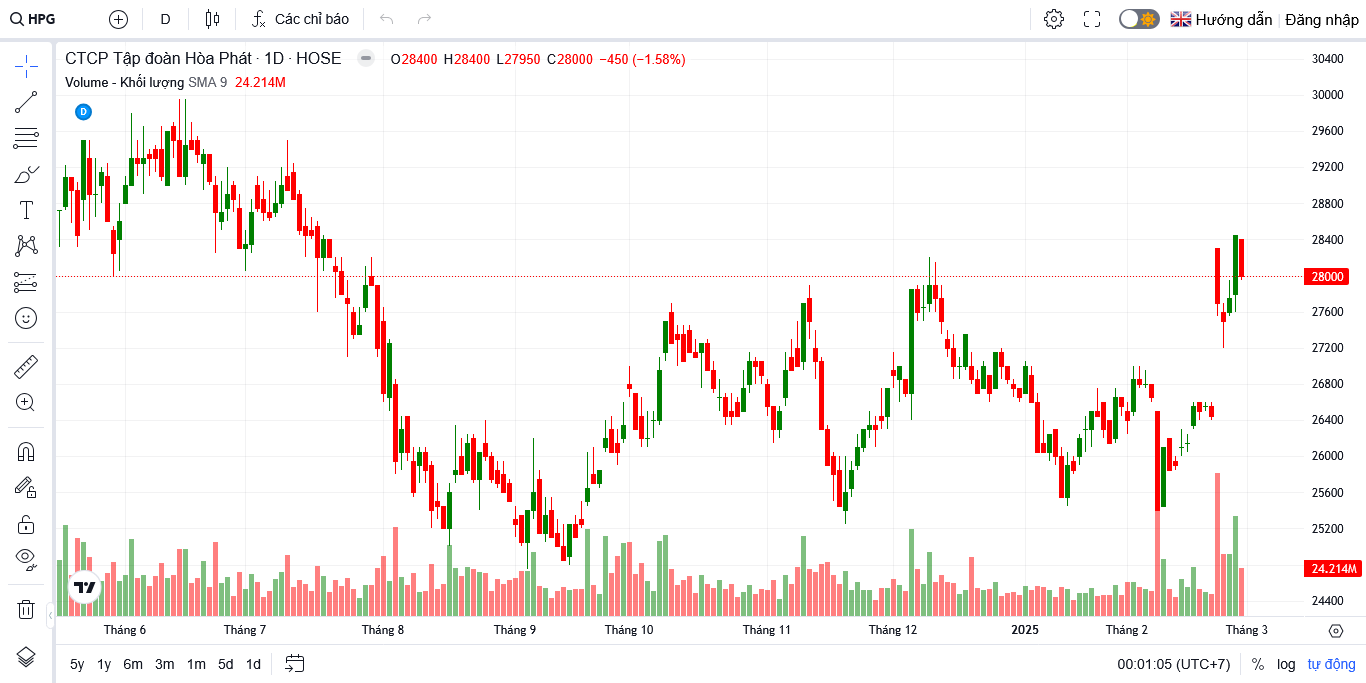 HPG D Các chỉ báo Hướng dẫn Đăng nhập
CTCP Tập đoàn Hòa Phát · 1D · HOSE O28400 H28400 L27950 C28000 −450 (−1.58%)
Volume - Khối lượng SMA 9 24.214M
D
30400
30000
29600
29200
28800
28400
28000
27600
27200
26800
26400
26000
25600
25200
24.214M
24400
Tháng 6 Tháng 7 Tháng 8 Tháng 9 Tháng 10 Tháng 11 Tháng 12 2025 Tháng 2 Tháng 3
5y 1y 6m 3m 1m 5d 1d 00:01:05 (UTC+7) % log tự động